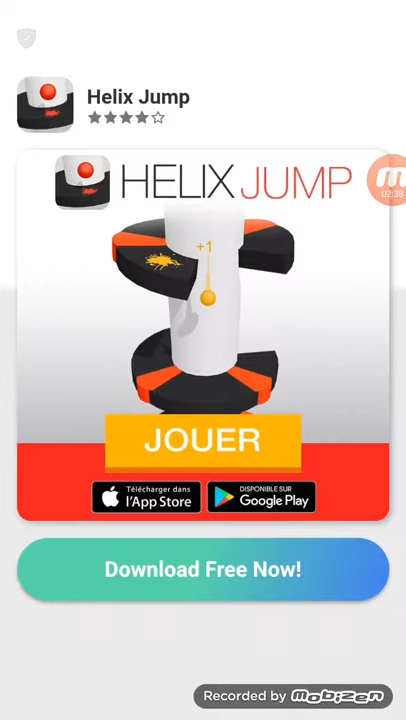 Helix Jump
HELIX JUMP
02:38
+1
JOUER
Télécharger dans
l'App Store
DISPONIBLE SUR
Google Play
Download Free Now!
Recorded by mobizen